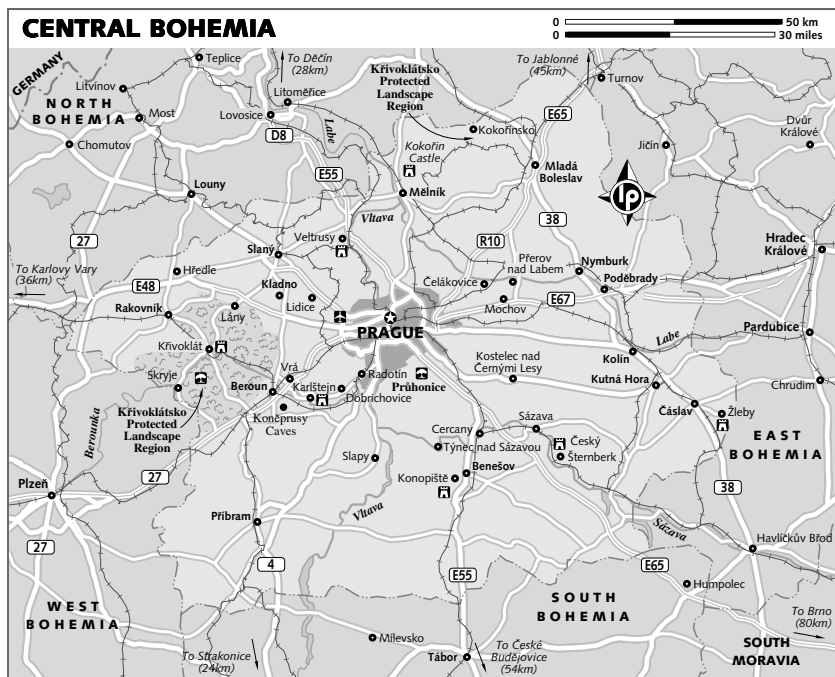 CENTRAL BOHEMIA
0 50 km
0 30 miles
GERMANY
Teplice
To Děčín
(28km)
Křivoklátsko
Protected
Landscape
Region
To Jablonné
(45km)
Turnov
Litvínov
NORTH
BOHEMIA
Most
Litoměřice
Lovosice
D8
Labe
Kokořínsko
E65
Dvůr
Králové
Chomutov
Kokořín
Castle
Jičín
Mladá
Boleslav
E55
Louny
Mělník
lp
Vltava
38
27
Veltrusy
R10
Slaný
Hradec
Králové
To Karlovy Vary
(36km)
Hředle
Přerov
nad Labem
Nymburk
E48
Kladno
Čelákovice
Poděbrady
Lidice
Mochov
E67
Rakovník
Lány
PRAGUE
Labe
Pardubice
Křivoklát
Kolín
Skryje
Vrá
Radotín
Kostelec nad
Černými Lesy
Kutná Hora
Beroun
Karlštejn
Průhonice
Chrudim
Dobrichovice
Křivoklátsko
Protected
Landscape
Region
Koněprusy
Caves
Čáslav
Žleby
Berounka
Cercany
Sázava
Český
Šternberk
EAST
BOHEMIA
Týnec nad Sázavou
Slapy
27
Konopiště
Benešov
Plzeň
38
Vltava
Příbram
Sázava
27
Havlíčkův Brod
4
E55
E65
Humpolec
WEST
BOHEMIA
SOUTH
BOHEMIA
To Brno
(80km)
Milevsko
To Strakonice
(24km)
Tábor
To České
Budějovice
(54km)
SOUTH
MORAVIA